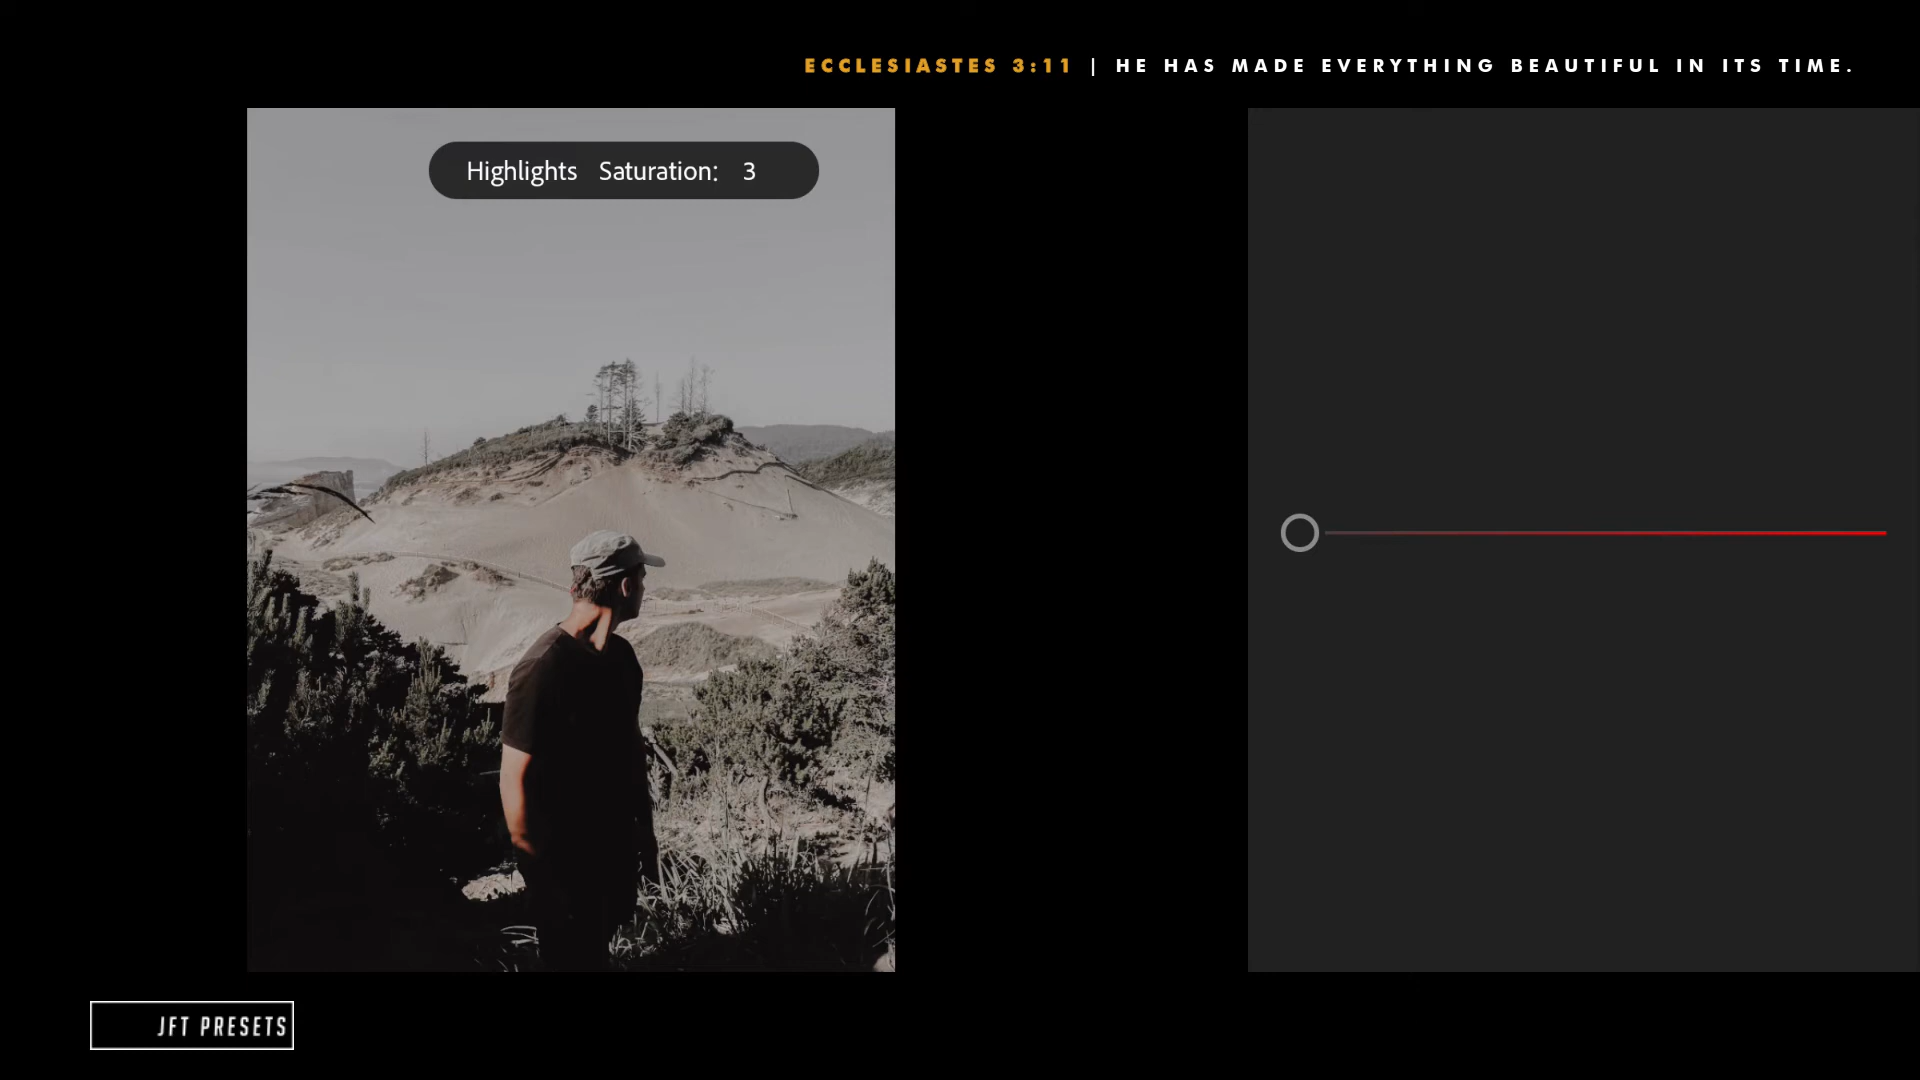 ECCLESIASTES 3:11 | HE HAS MADE EVERYTHING BEAUTIFUL IN ITS TIME.
Highlights Saturation: 3
JFT PRESETS